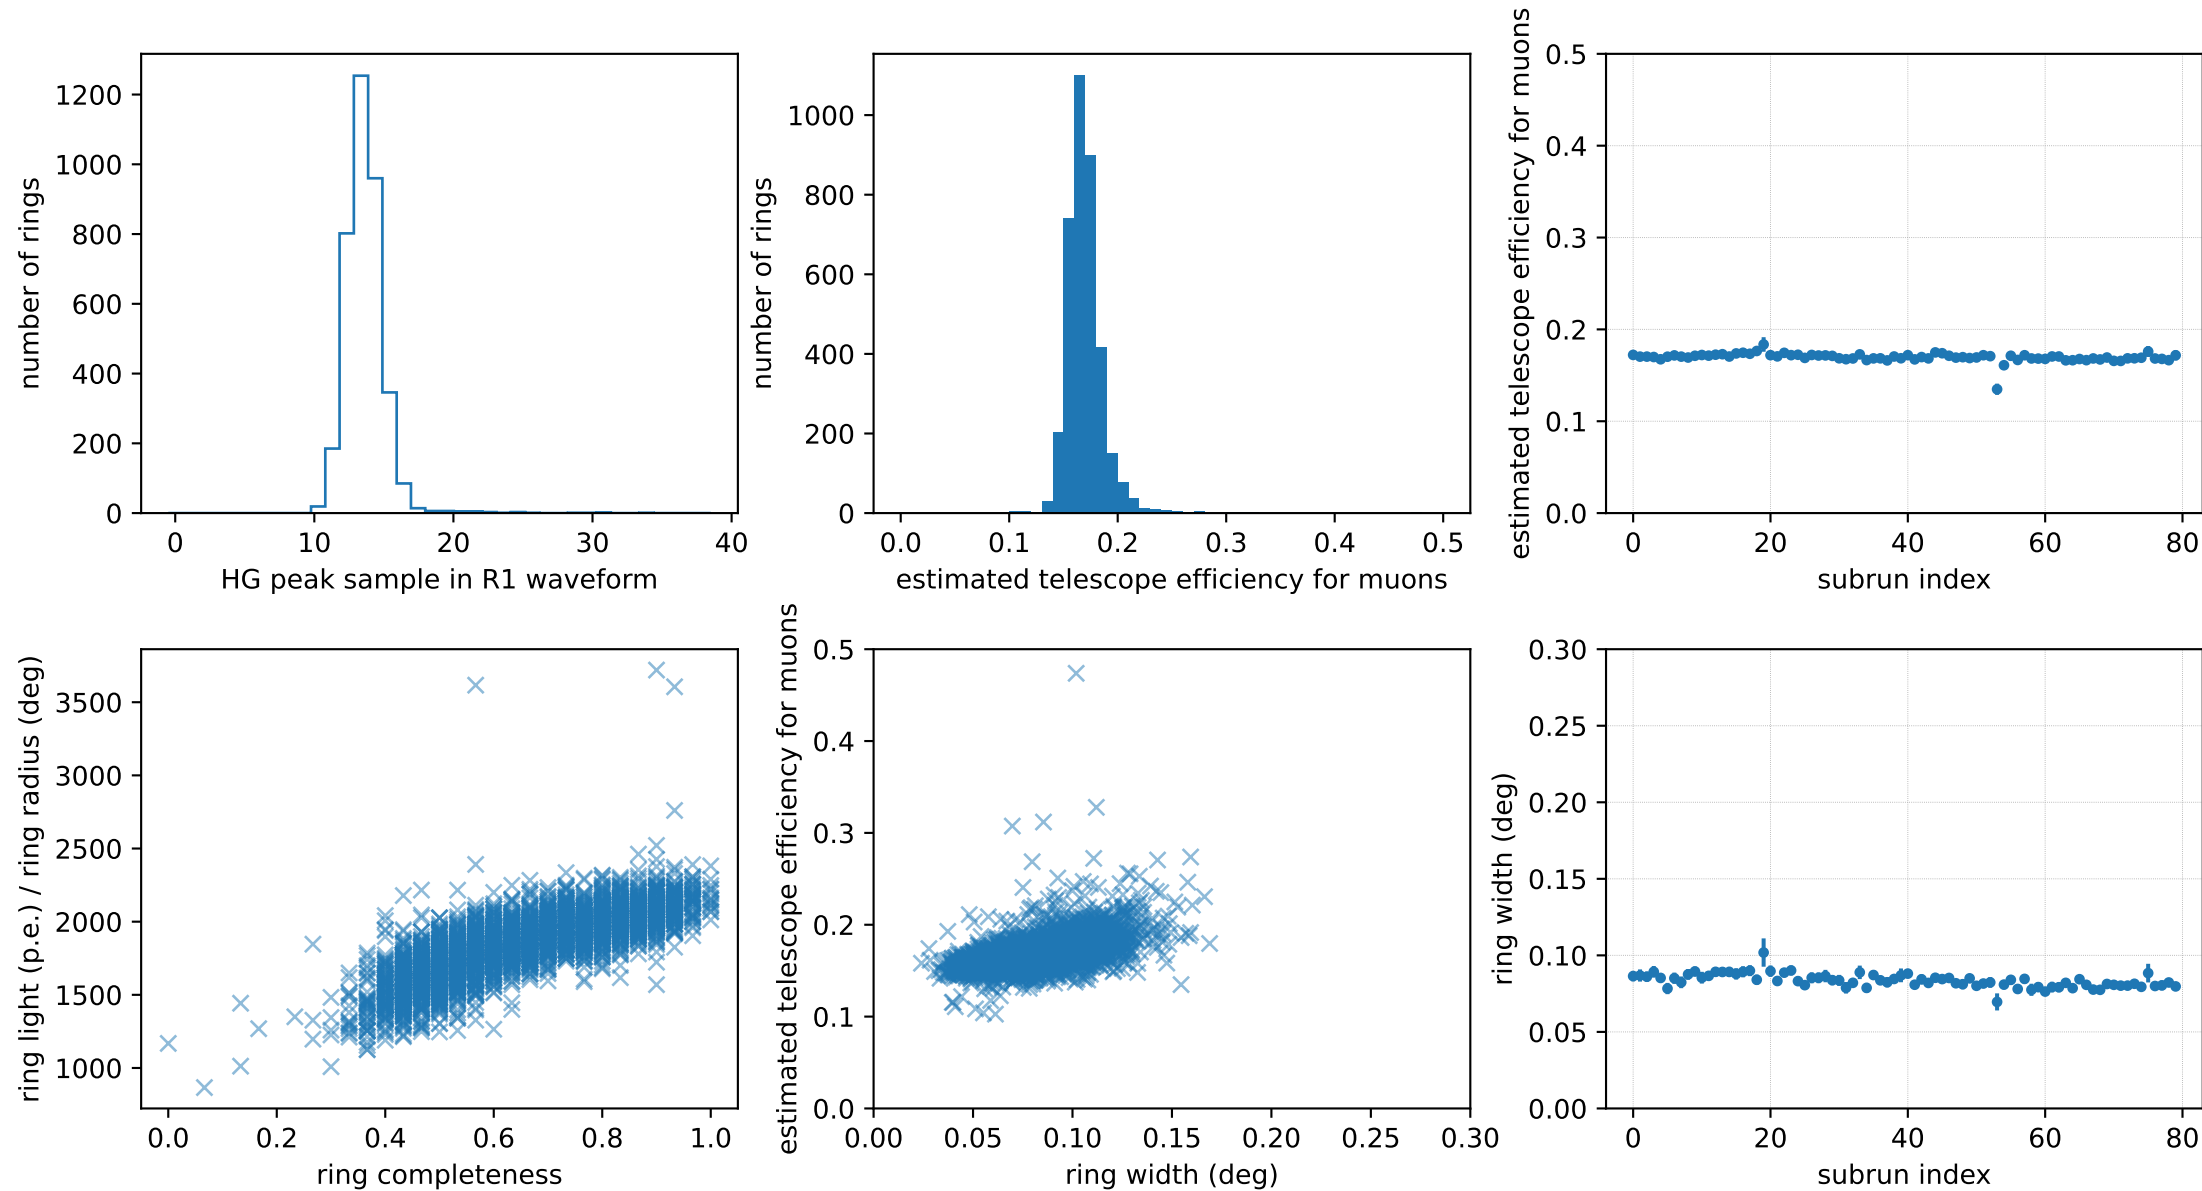 number of rings
1200
1000
800
600
400
200
0
0 10 20 30 40
HG peak sample in R1 waveform
number of rings
1000
800
600
400
200
0
0.0 0.1 0.2 0.3 0.4 0.5
estimated telescope efficiency for muons
estimated telescope efficiency for muons
0.5
0.4
0.3
0.2
0.1
0.0
0 20 40 60 80
subrun index
ring light (p.e.) / ring radius (deg)
3500
3000
2500
2000
1500
1000
0.0 0.2 0.4 0.6 0.8 1.0
ring completeness
estimated telescope efficiency for muons
0.5
0.4
0.3
0.2
0.1
0.0
0.00 0.05 0.10 0.15 0.20 0.25 0.30
ring width (deg)
ring width (deg)
0.30
0.25
0.20
0.15
0.10
0.05
0.00
0 20 40 60 80
subrun index